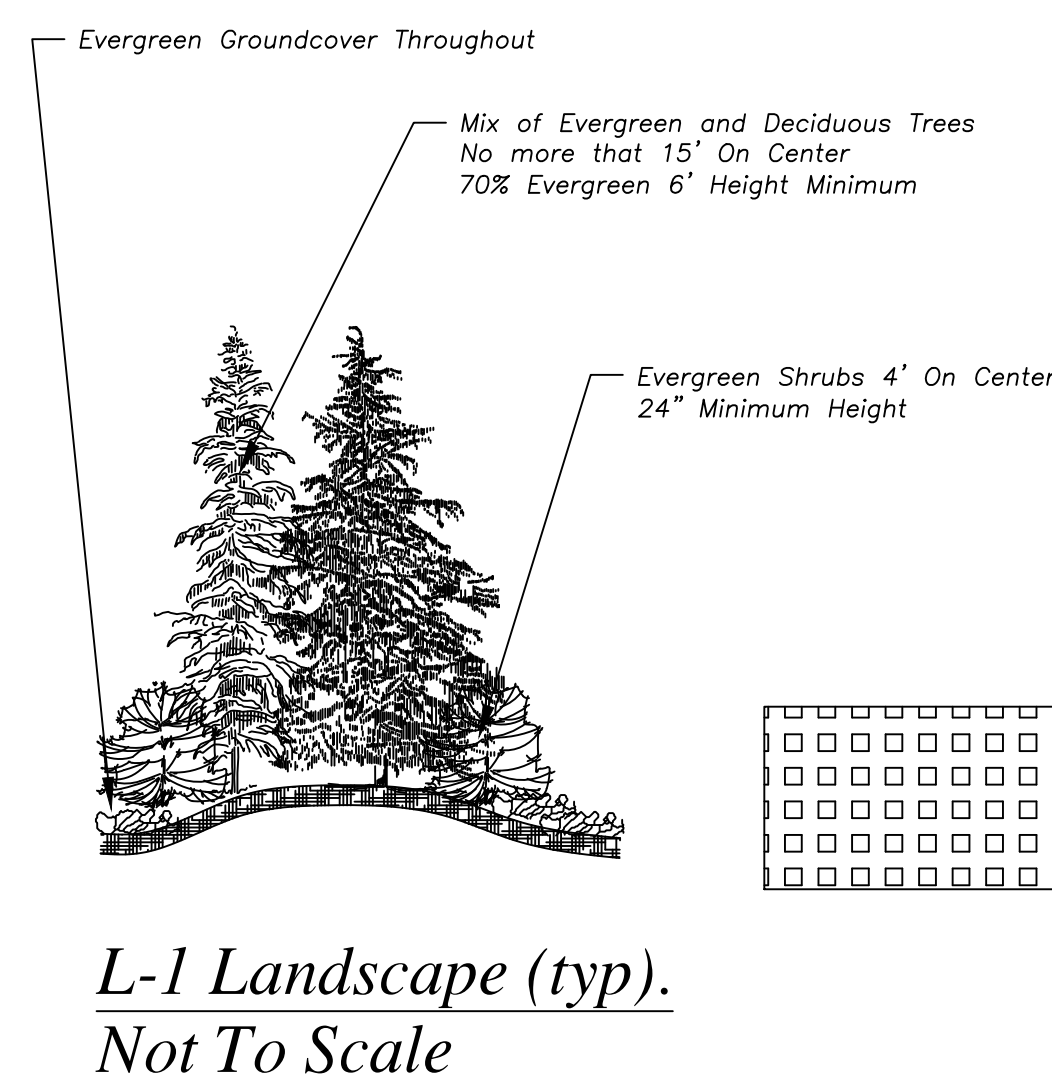 Evergreen Groundcover Throughout
Mix of Evergreen and Deciduous Trees
No more that 15' On Center
70% Evergreen 6' Height Minimum
Evergreen Shrubs 4' On Center
24" Minimum Height
L-1 Landscape (typ).
Not To Scale